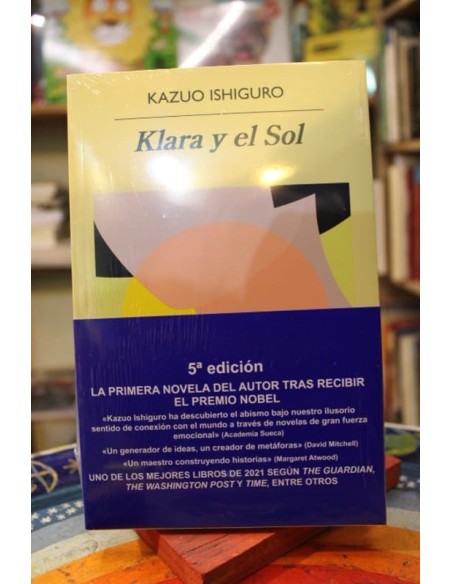 KAZUO ISHIGURO
Klara y el Sol
5ª edición
LA PRIMERA NOVELA DEL AUTOR TRAS RECIBIR
EL PREMIO NOBEL
«Kazuo Ishiguro ha descubierto el abismo bajo nuestro ilusorio
sentido de conexión con el mundo a través de novelas de gran fuerza
emocional» (Academia Sueca)
«Un generador de ideas, un creador de metáforas» (David Mitchell)
«Un maestro construyendo historias» (Margaret Atwood)
UNO DE LOS MEJORES LIBROS DE 2021 SEGÚN THE GUARDIAN,
THE WASHINGTON POST Y TIME, ENTRE OTROS